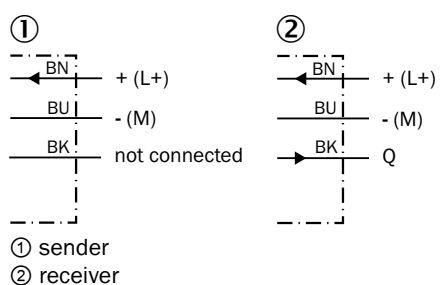 ① ②
BN + (L+) BN + (L+)
BU - (M) BU - (M)
BK not connected BK Q
① sender
② receiver